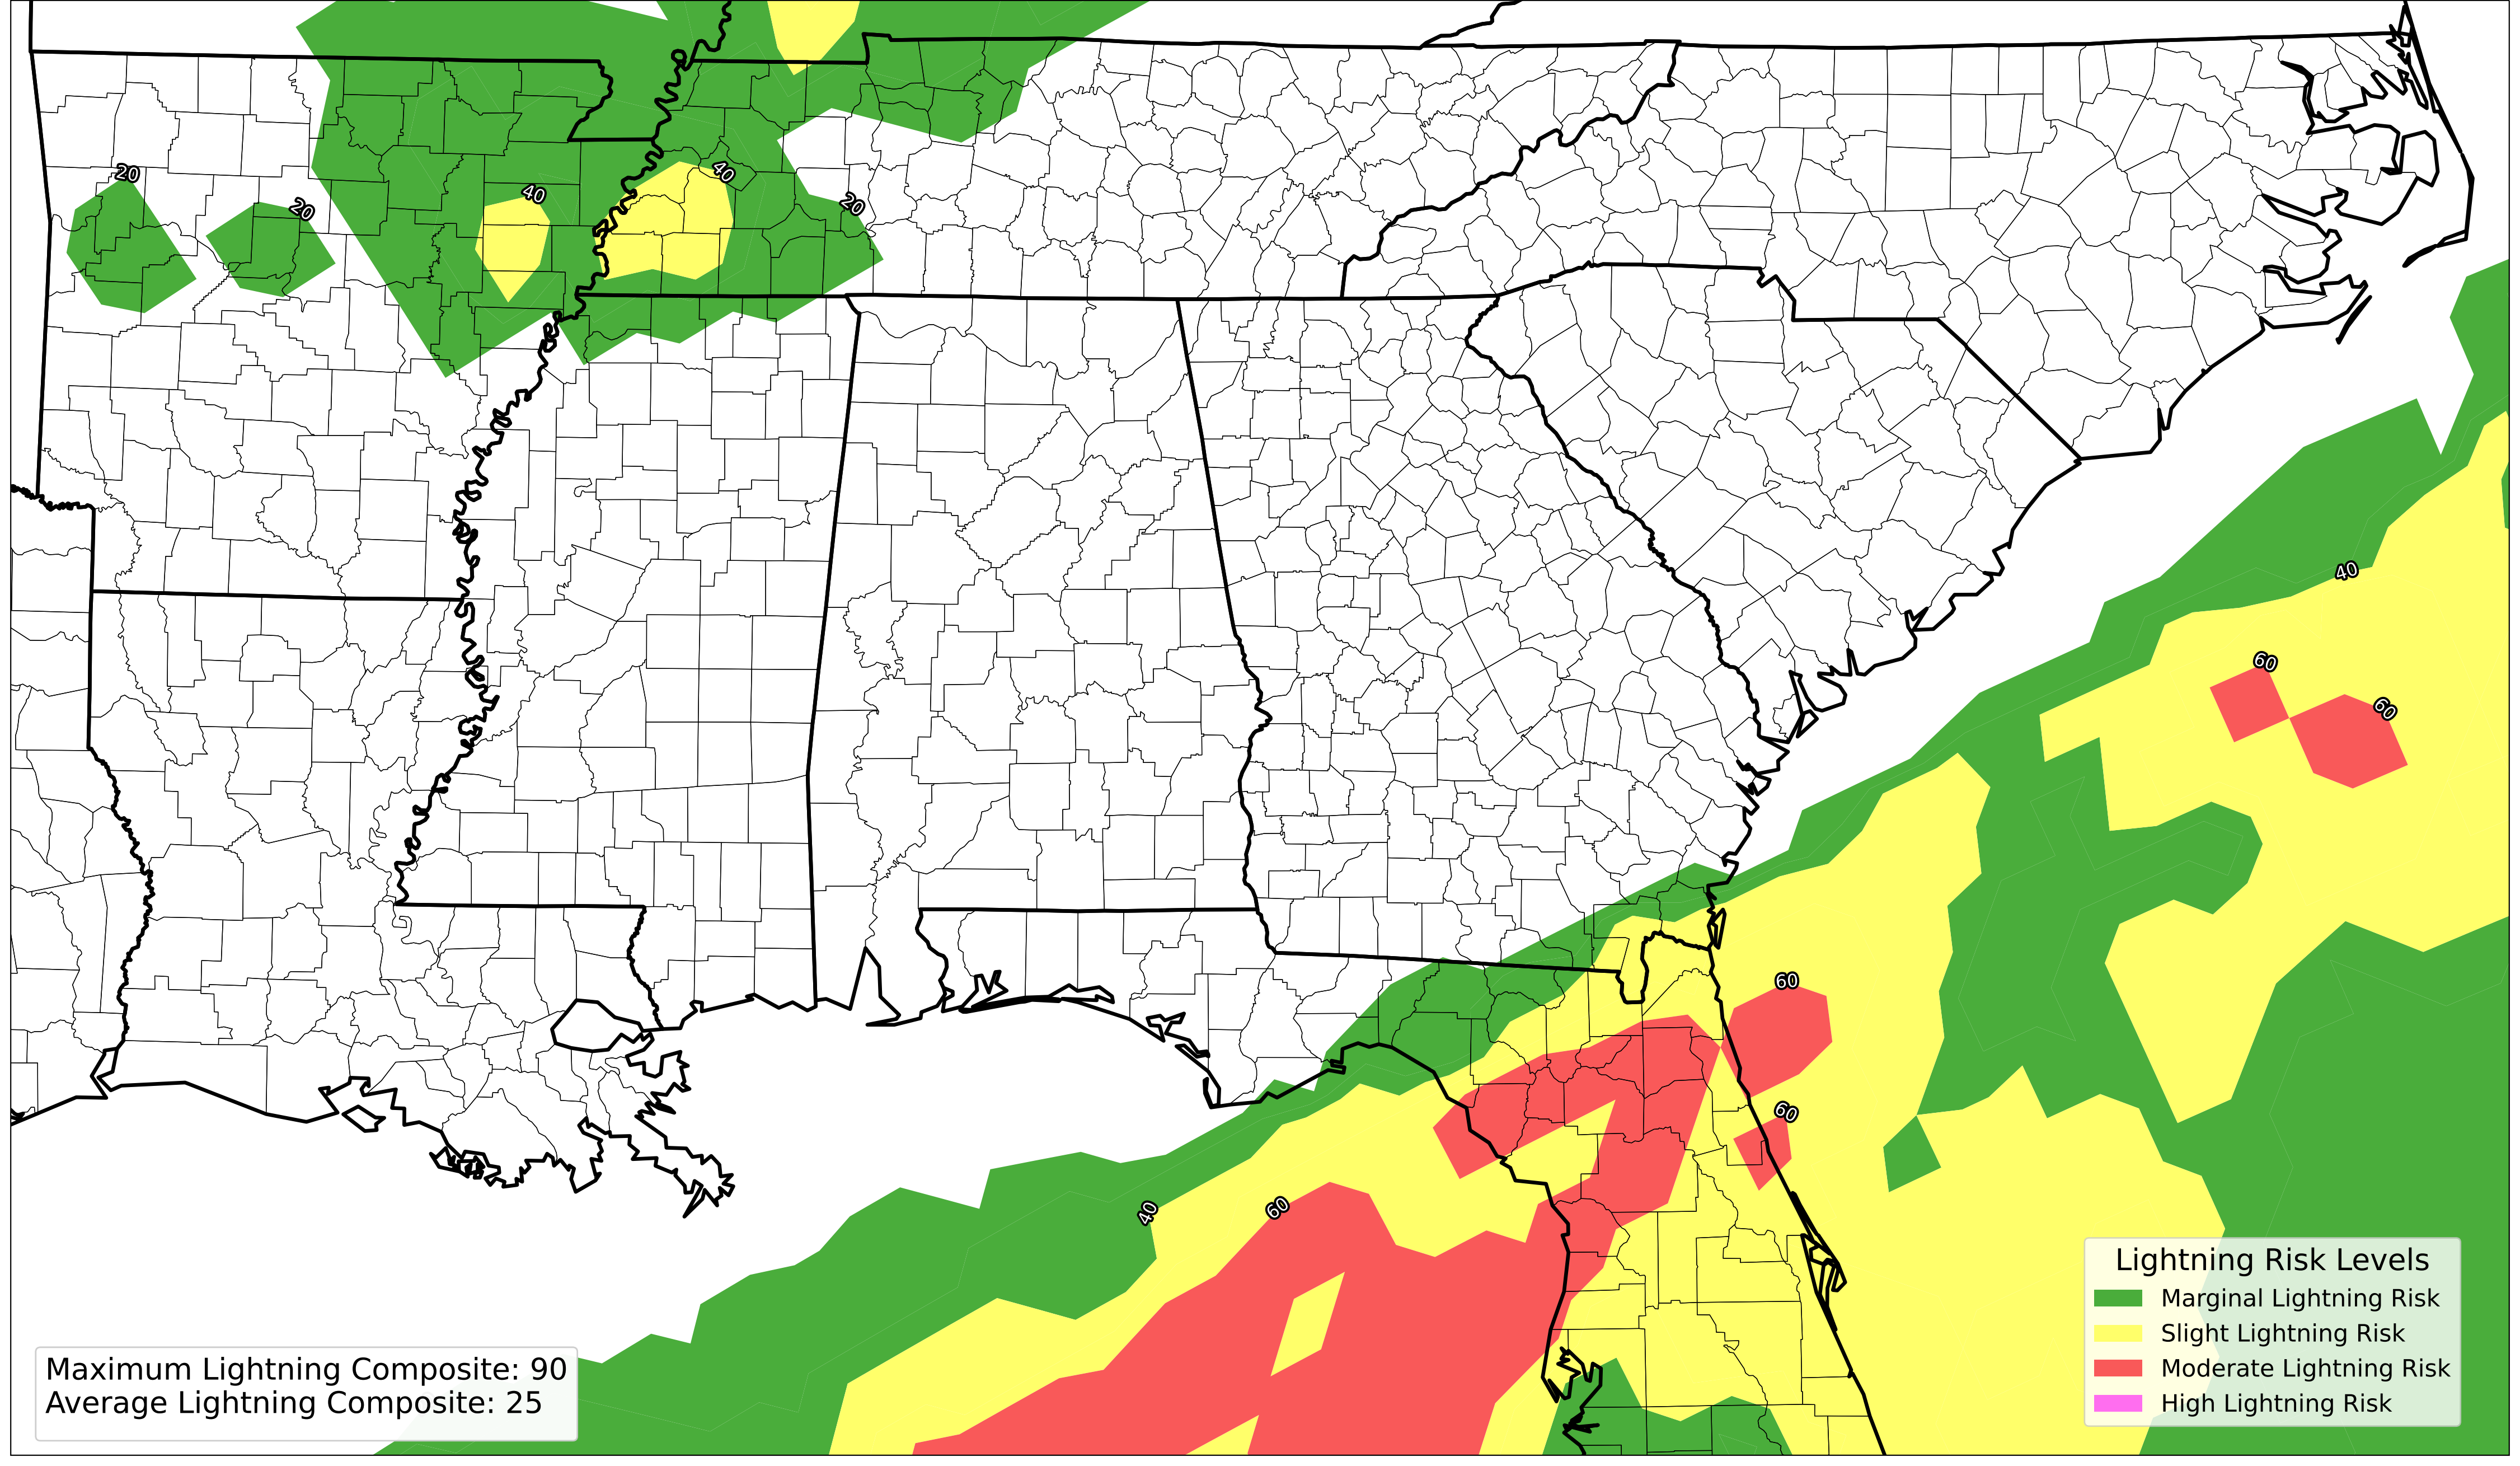 20
20
40
40
20
40
60
60
60
60
40
60
Lightning Risk Levels
Marginal Lightning Risk
Slight Lightning Risk
Moderate Lightning Risk
High Lightning Risk
Maximum Lightning Composite: 90
Average Lightning Composite: 25